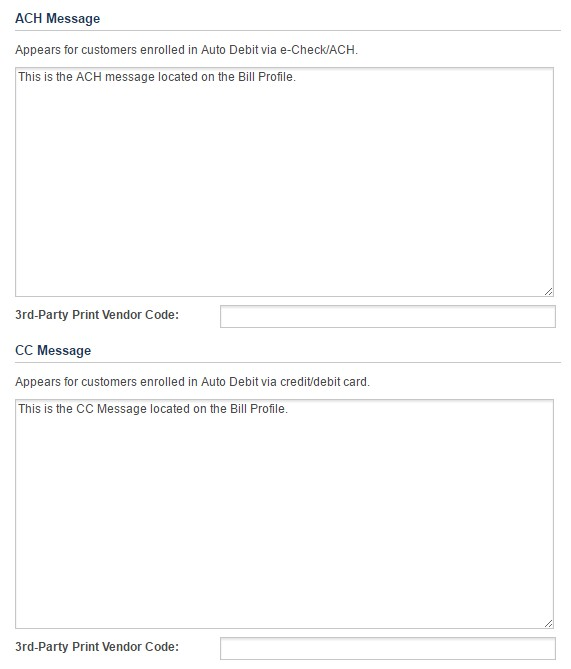 ACH Message
Appears for customers enrolled in Auto Debit via e-Check/ACH.
This is the ACH message located on the Bill Profile.
3rd-Party Print Vendor Code:
CC Message
Appears for customers enrolled in Auto Debit via credit/debit card.
This is the CC Message located on the Bill Profile.
3rd-Party Print Vendor Code: